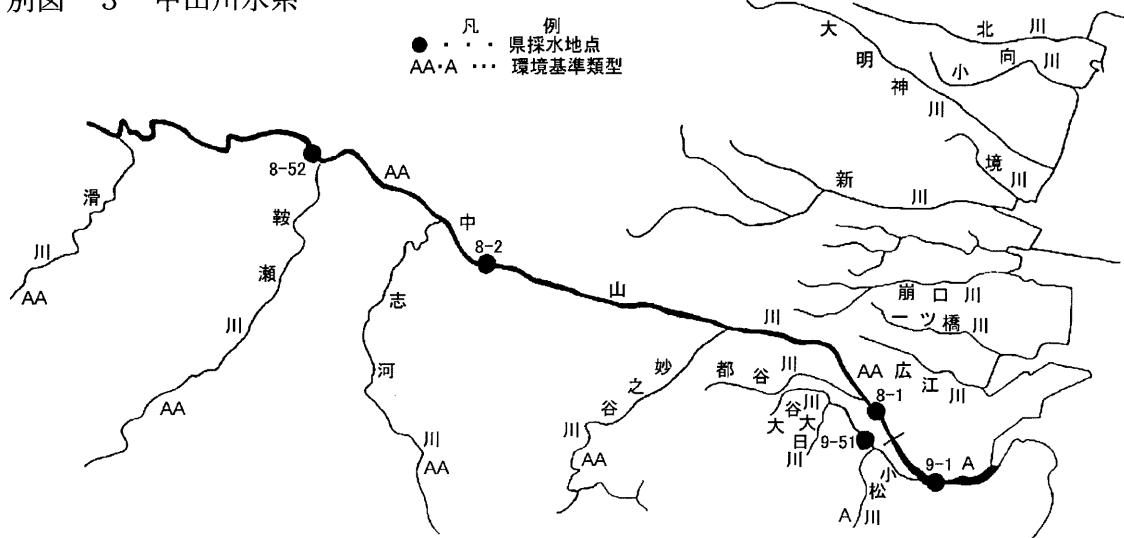 別図 3 中山川水系
凡 例
● ・・・ 県採水地点
AA・A ・・・ 環境基準類型
北川
小向川
大明神川
境川
新川
崩口川
一ツ橋川
広江川
中山川
AA
AA
A
8-52
8-2
8-1
9-51
9-1
滑川
AA
鞍瀬川
AA
志河川
AA
妙之谷川
AA
都谷川
大谷川
大日川
小松川
A